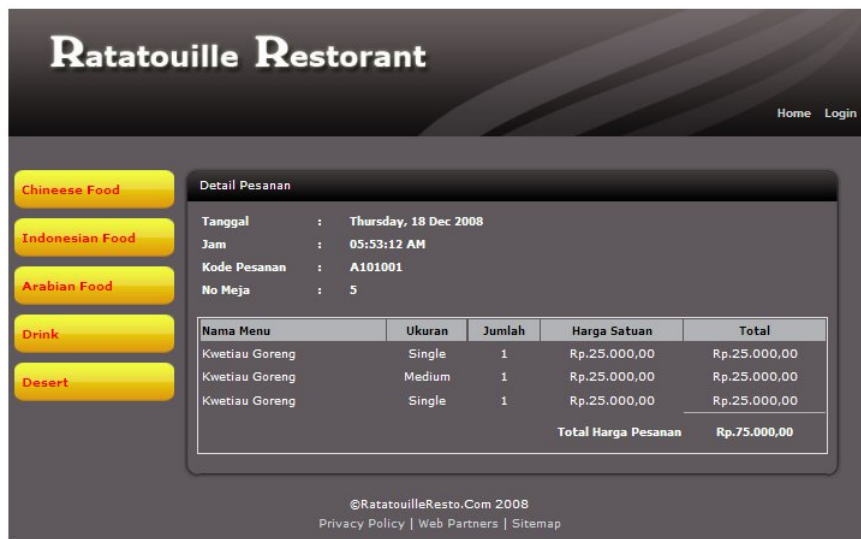 Ratatouille Restorant
Home Login
Chineese Food
Indonesian Food
Arabian Food
Drink
Desert
Detail Pesanan
Tanggal : Thursday, 18 Dec 2008
Jam : 05:53:12 AM
Kode Pesanan : A101001
No Meja : 5
Nama Menu Ukuran Jumlah Harga Satuan Total
Kwetiau Goreng Single 1 Rp.25.000,00 Rp.25.000,00
Kwetiau Goreng Medium 1 Rp.25.000,00 Rp.25.000,00
Kwetiau Goreng Single 1 Rp.25.000,00 Rp.25.000,00
Total Harga Pesanan Rp.75.000,00
©RatatouilleResto.Com 2008
Privacy Policy | Web Partners | Sitemap